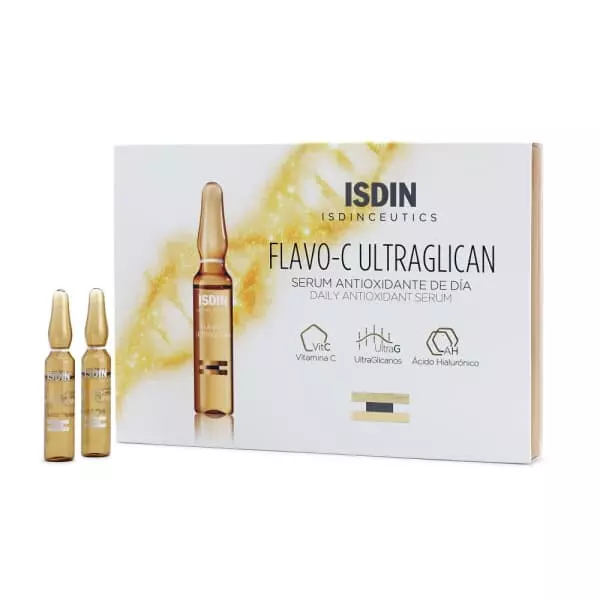 ISDIN
ISDINCEUTICS
FLAVO-C ULTRAGLICAN
SERUM ANTIOXIDANTE DE DÍA
DAILY ANTIOXIDANT SERUM
VitC
Vitamina C
UltraG
UltraGlicanos
AH
Ácido Hialurónico
ISDIN
ISDIN
ISDIN